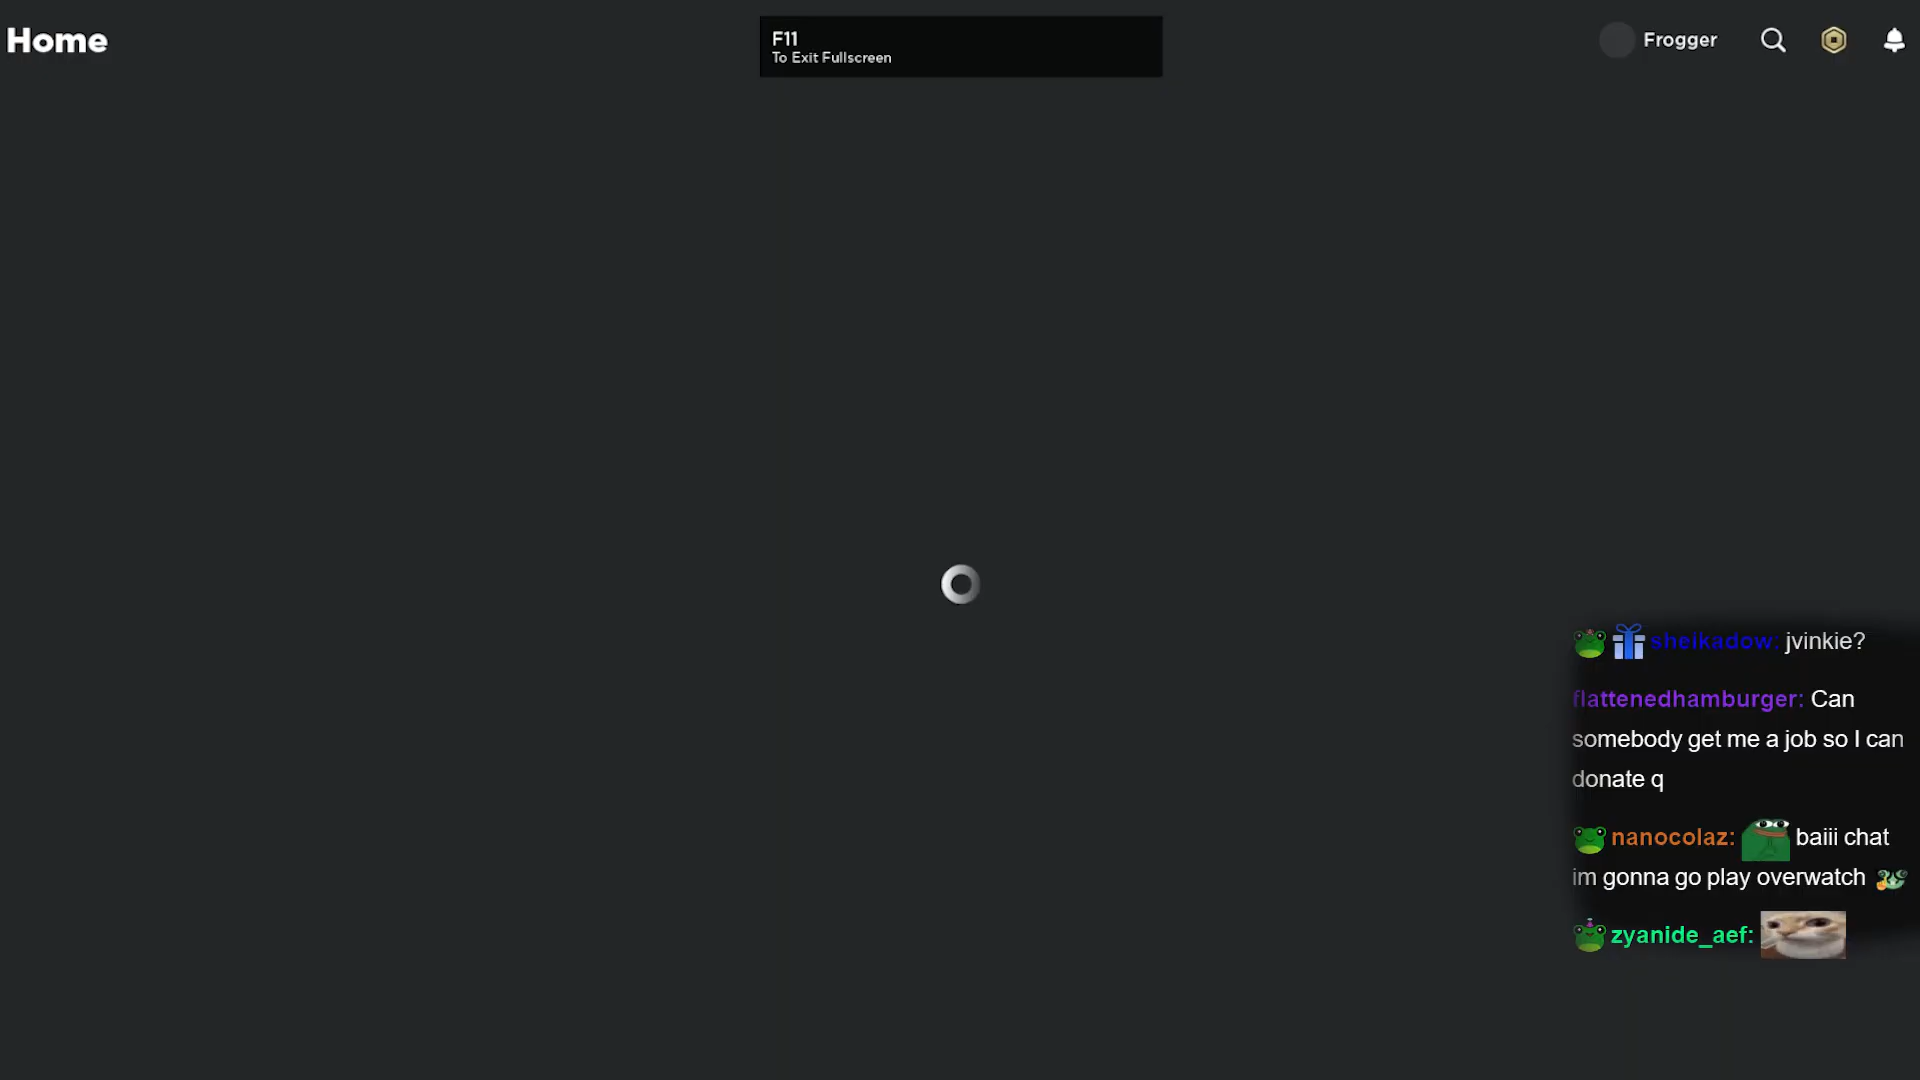 Home
F11
To Exit Fullscreen
Frogger
sheikadow: jvinkie?
flattenedhamburger: Can
somebody get me a job so I can
donate q
nanocolaz: baiii chat
im gonna go play overwatch
zyanide_aef: